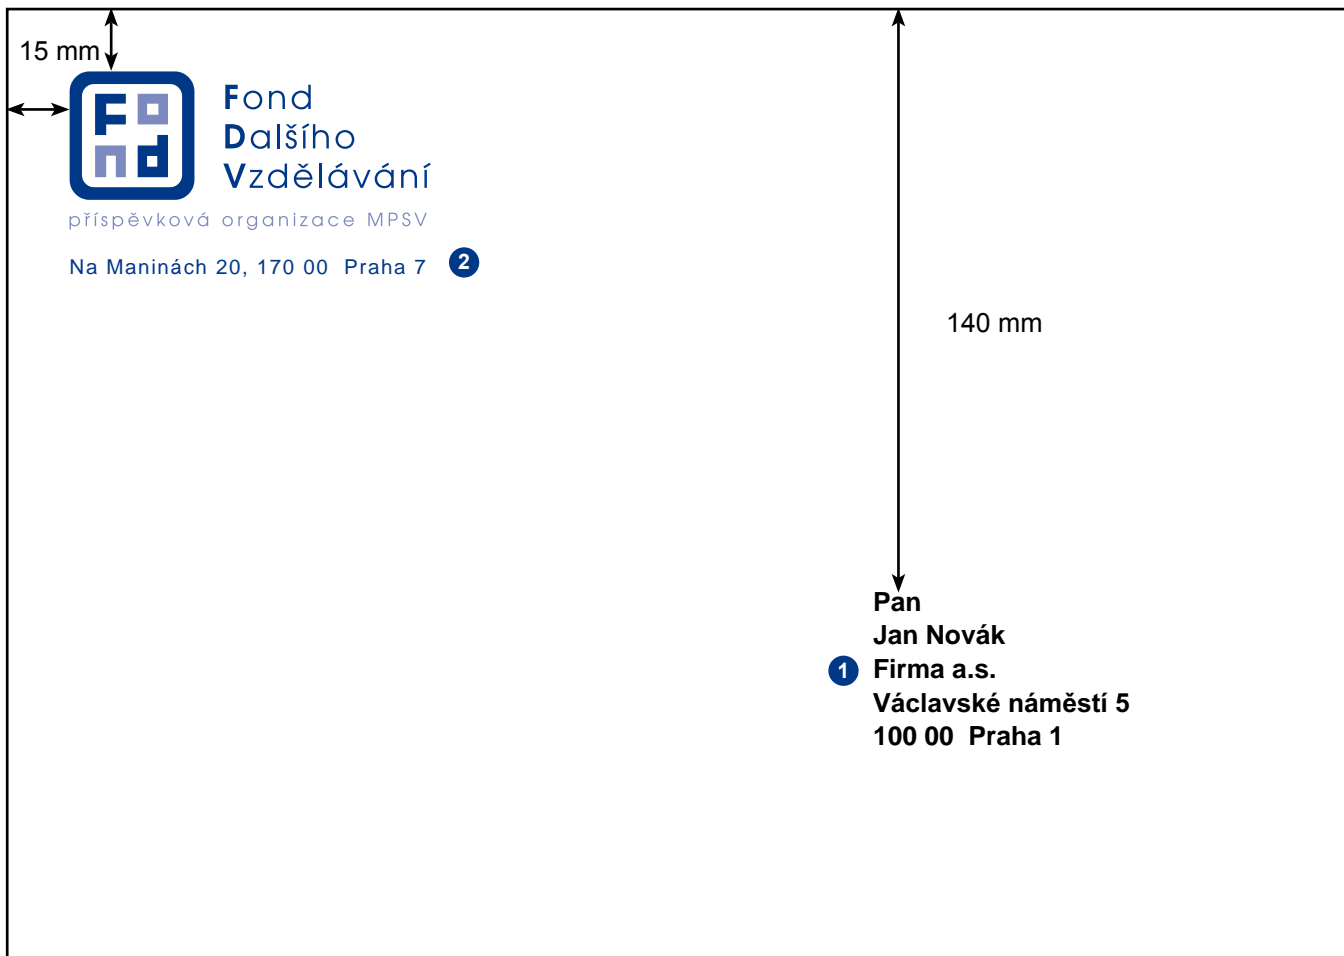 15 mm
Fond
Fond
Dalšího
Vzdělávání
příspěvková organizace MPSV
Na Maninách 20, 170 00 Praha 7 2
140 mm
Pan
Jan Novák
1 Firma a.s.
Václavské náměstí 5
100 00 Praha 1